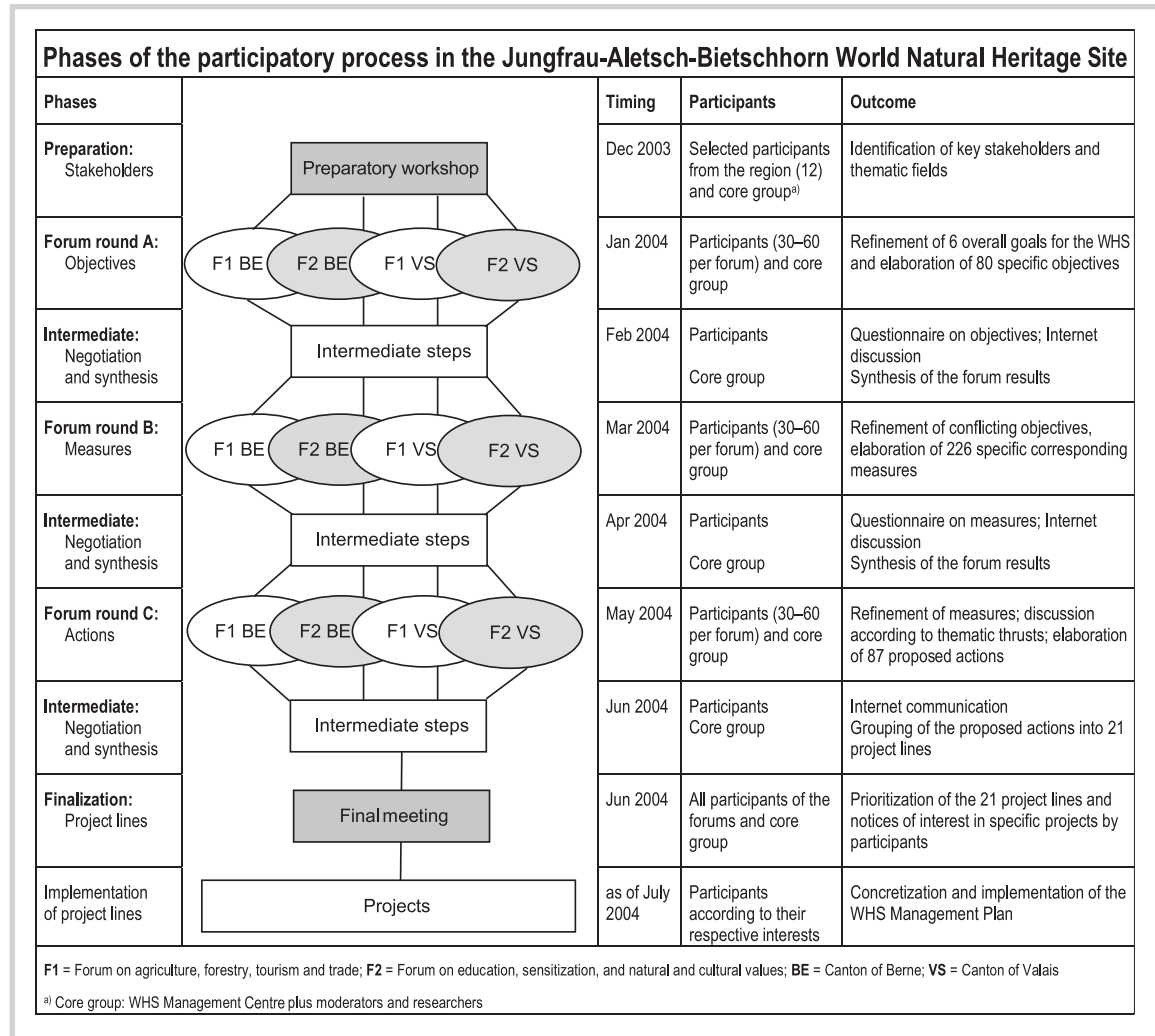 Phases of the participatory process in the Jungfrau-Aletsch-Bietschhorn World Natural Heritage Site
Phases
Timing
Participants
Outcome
Preparation:
Stakeholders
Preparatory workshop
Dec 2003
Selected participants
from the region (12)
and core groupᵃ⁾
Identification of key stakeholders and
thematic fields
Forum round A:
Objectives
F1 BE
F2 BE
F1 VS
F2 VS
Jan 2004
Participants (30–60
per forum) and core
group
Refinement of 6 overall goals for the WHS
and elaboration of 80 specific objectives
Intermediate:
Negotiation
and synthesis
Intermediate steps
Feb 2004
Participants
Core group
Questionnaire on objectives; Internet
discussion
Synthesis of the forum results
Forum round B:
Measures
F1 BE
F2 BE
F1 VS
F2 VS
Mar 2004
Participants (30–60
per forum) and core
group
Refinement of conflicting objectives,
elaboration of 226 specific corresponding
measures
Intermediate:
Negotiation
and synthesis
Intermediate steps
Apr 2004
Participants
Core group
Questionnaire on measures; Internet
discussion
Synthesis of the forum results
Forum round C:
Actions
F1 BE
F2 BE
F1 VS
F2 VS
May 2004
Participants (30–60
per forum) and core
group
Refinement of measures; discussion
according to thematic thrusts; elaboration
of 87 proposed actions
Intermediate:
Negotiation
and synthesis
Intermediate steps
Jun 2004
Participants
Core group
Internet communication
Grouping of the proposed actions into 21
project lines
Finalization:
Project lines
Final meeting
Jun 2004
All participants of the
forums and core
group
Prioritization of the 21 project lines and
notices of interest in specific projects by
participants
Implementation
of project lines
Projects
as of July
2004
Participants
according to their
respective interests
Concretization and implementation of the
WHS Management Plan
F1 = Forum on agriculture, forestry, tourism and trade; F2 = Forum on education, sensitization, and natural and cultural values; BE = Canton of Berne; VS = Canton of Valais
ᵃ⁾ Core group: WHS Management Centre plus moderators and researchers